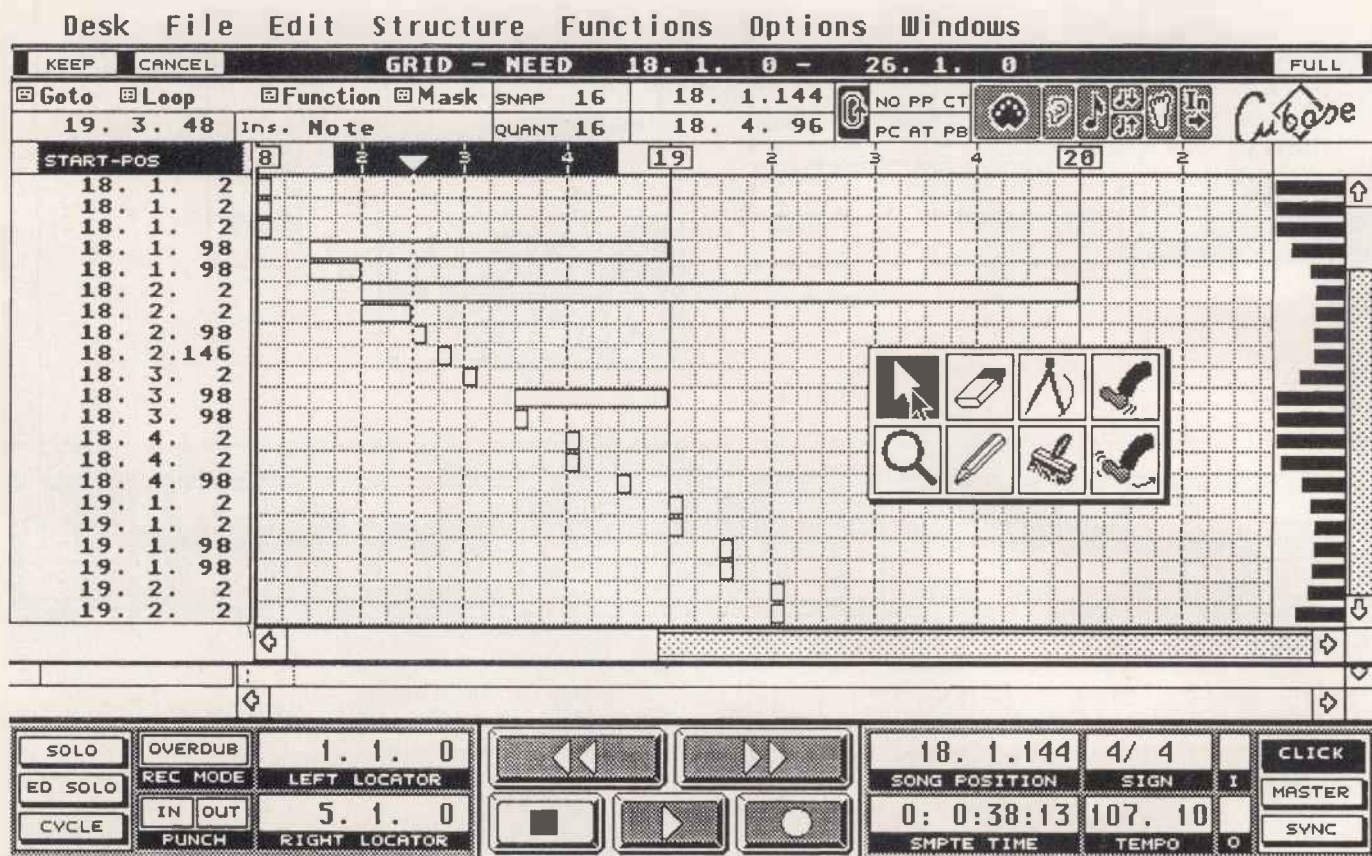 Desk File Edit Structure Functions Options Windows
KEEP CANCEL GRID - NEED 18. 1. 0 - 26. 1. 0 FULL
Goto Loop Function Mask SNAP 16 18. 1.144 NO PP CT In Cubase
19. 3. 48 Ins. Note QUANT 16 18. 4. 96 PC AT PB
START-POS 8 2 3 4 19 2 3 4 20 2
18. 1. 2
18. 1. 2
18. 1. 2
18. 1. 98
18. 1. 98
18. 2. 2
18. 2. 2
18. 2. 98
18. 2.146
18. 3. 2
18. 3. 98
18. 3. 98
18. 4. 2
18. 4. 2
18. 4. 98
19. 1. 2
19. 1. 2
19. 1. 98
19. 1. 98
19. 2. 2
19. 2. 2
SOLO OVERDUB 1. 1. 0 18. 1.144 4/ 4 CLICK
REC MODE LEFT LOCATOR SONG POSITION SIGN I
ED SOLO MASTER
IN OUT 5. 1. 0 0: 0:38:13 107. 10
CYCLE PUNCH RIGHT LOCATOR SMPTE TIME TEMPO O SYNC